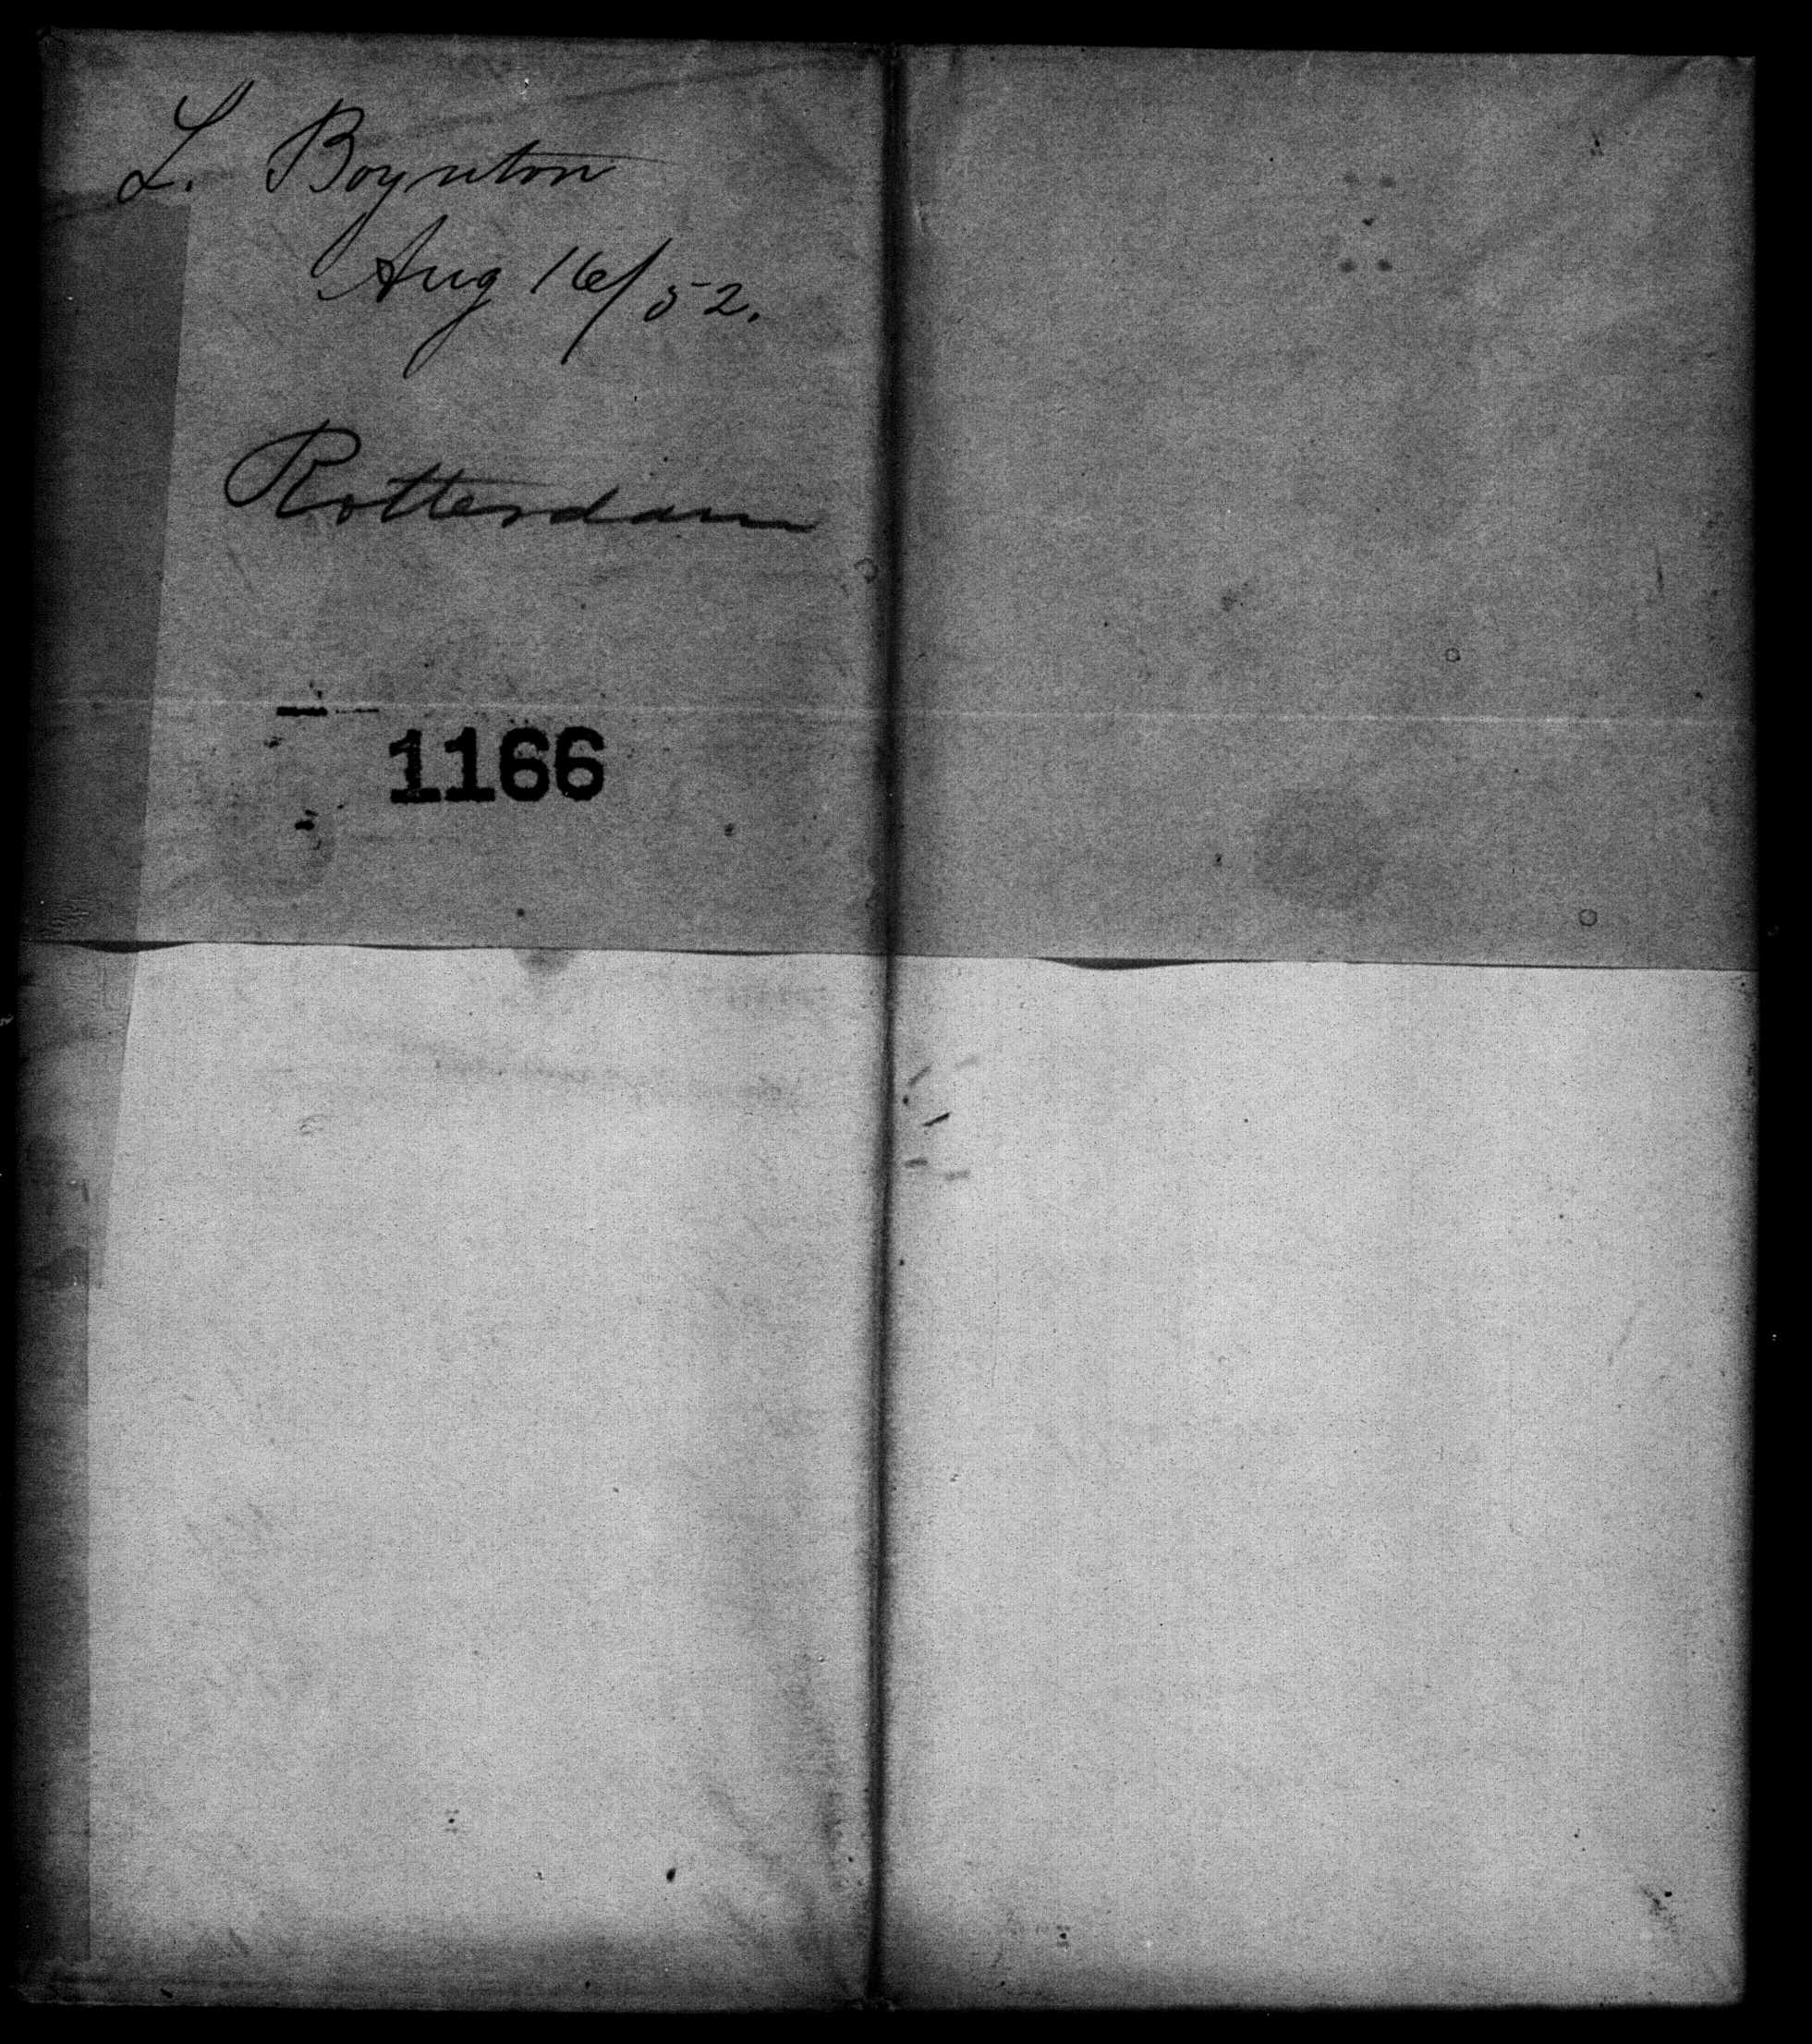 L. Boynton
Aug 16/52.
Rotterdam
1166